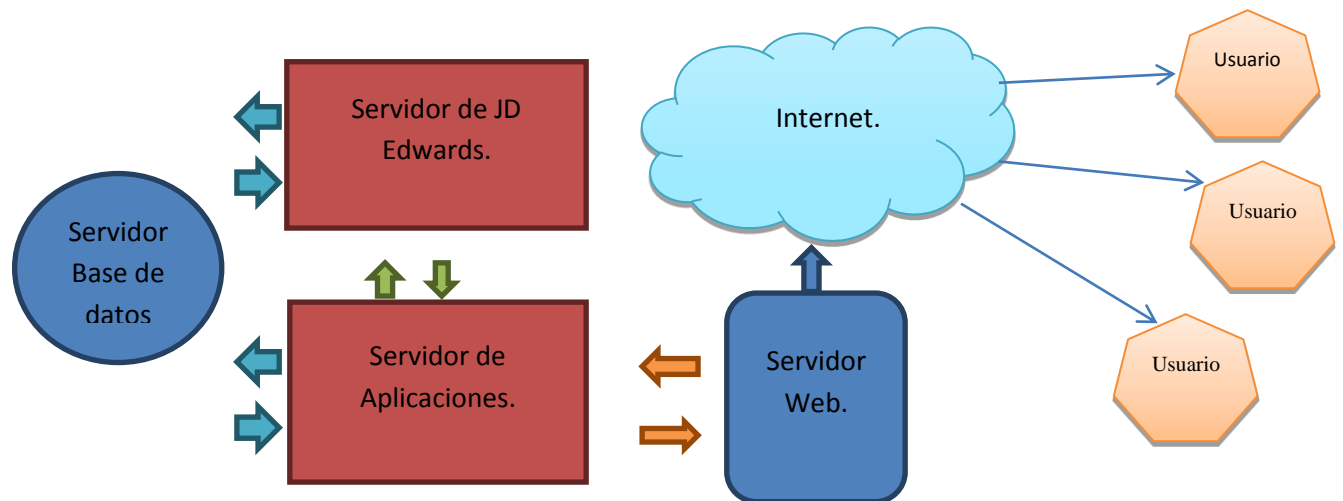 Servidor de JD
Edwards.
Internet.
Usuario
Usuario
Servidor
Base de
datos
Servidor de
Aplicaciones.
Servidor
Web.
Usuario